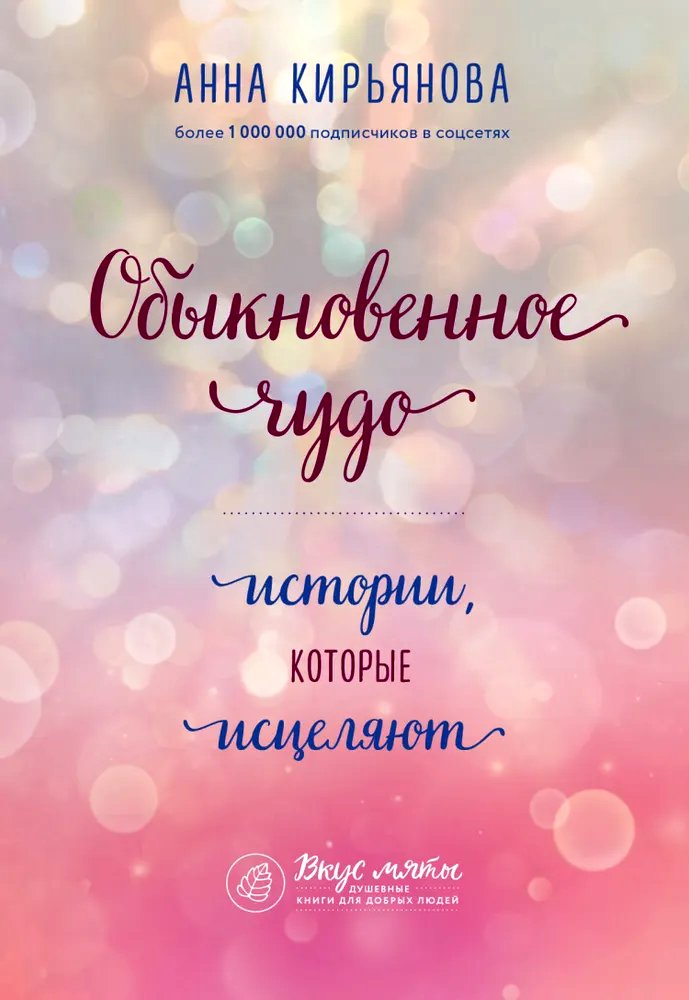 АННА КИРЬЯНОВА
более 1 000 000 подписчиков в соцсетях
Обыкновенное
чудо
истории,
КОТОРЫЕ
исцеляют
Вкус мяты
ДУШЕВНЫЕ
КНИГИ ДЛЯ ДОБРЫХ ЛЮДЕЙ